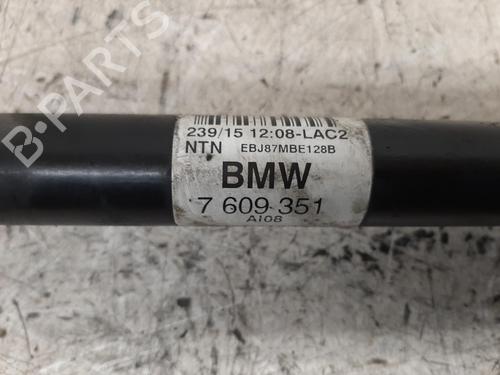 B-PARTS
239/15 12:08-LAC2
NTN EBJ87MBE128B
BMW
7 609 351
AI08